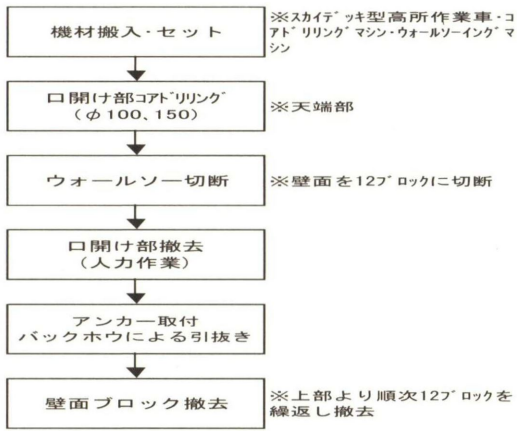 機材搬入・セット
※スカイデッキ型高所作業車・コ
アドリリングマシン・ウォールソーイングマ
シン
口開け部コアドリリング
(φ100、150)
※天端部
ウォールソー切断
※壁面を12ブロックに切断
口開け部撤去
(人力作業)
アンカー取付
バックホウによる引抜き
壁面ブロック撤去
※上部より順次12ブロックを
繰返し撤去